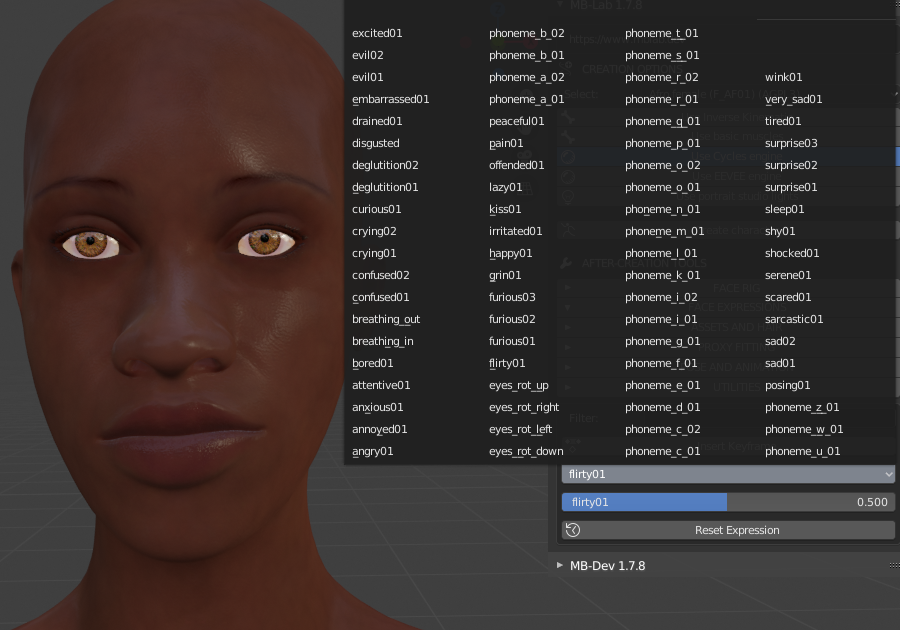 MB-Lab 1.7.8
excited01 phoneme_b_02 phoneme_t_01
evil02 phoneme_b_01 phoneme_s_01
evil01 phoneme_a_02 phoneme_r_02 wink01
embarrassed01 phoneme_a_01 phoneme_r_01 very_sad01
drained01 peaceful01 phoneme_q_01 tired01
disgusted pain01 phoneme_p_01 surprise03
deglutition02 offended01 phoneme_o_02 surprise02
deglutition01 lazy01 phoneme_o_01 surprise01
curious01 kiss01 phoneme_n_01 sleep01
crying02 irritated01 phoneme_m_01 shy01
crying01 happy01 phoneme_l_01 shocked01
confused02 grin01 phoneme_k_01 serene01
confused01 furious03 phoneme_i_02 scared01
breathing_out furious02 phoneme_i_01 sarcastic01
breathing_in furious01 phoneme_g_01 sad02
bored01 flirty01 phoneme_f_01 sad01
attentive01 eyes_rot_up phoneme_e_01 posing01
anxious01 eyes_rot_right phoneme_d_01 phoneme_z_01
annoyed01 eyes_rot_left phoneme_c_02 phoneme_w_01
angry01 eyes_rot_down phoneme_c_01 phoneme_u_01
flirty01
flirty01 0.500
Reset Expression
MB-Dev 1.7.8